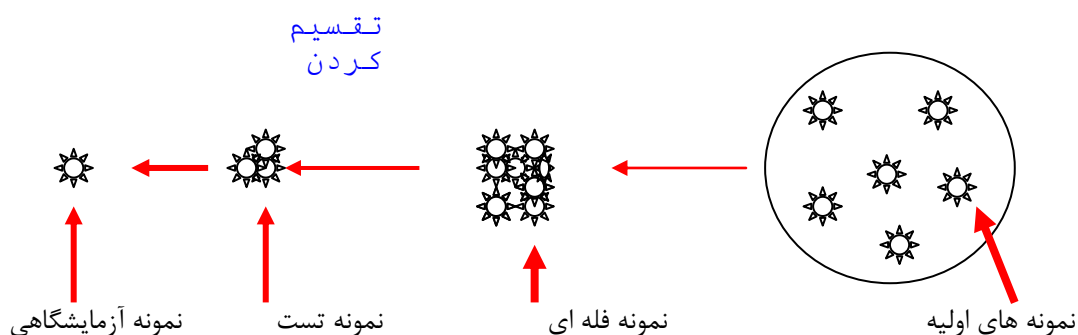 تقسیم
کردن
نمونه های اولیه
نمونه فله ای
نمونه تست
نمونه آزمایشگاهی